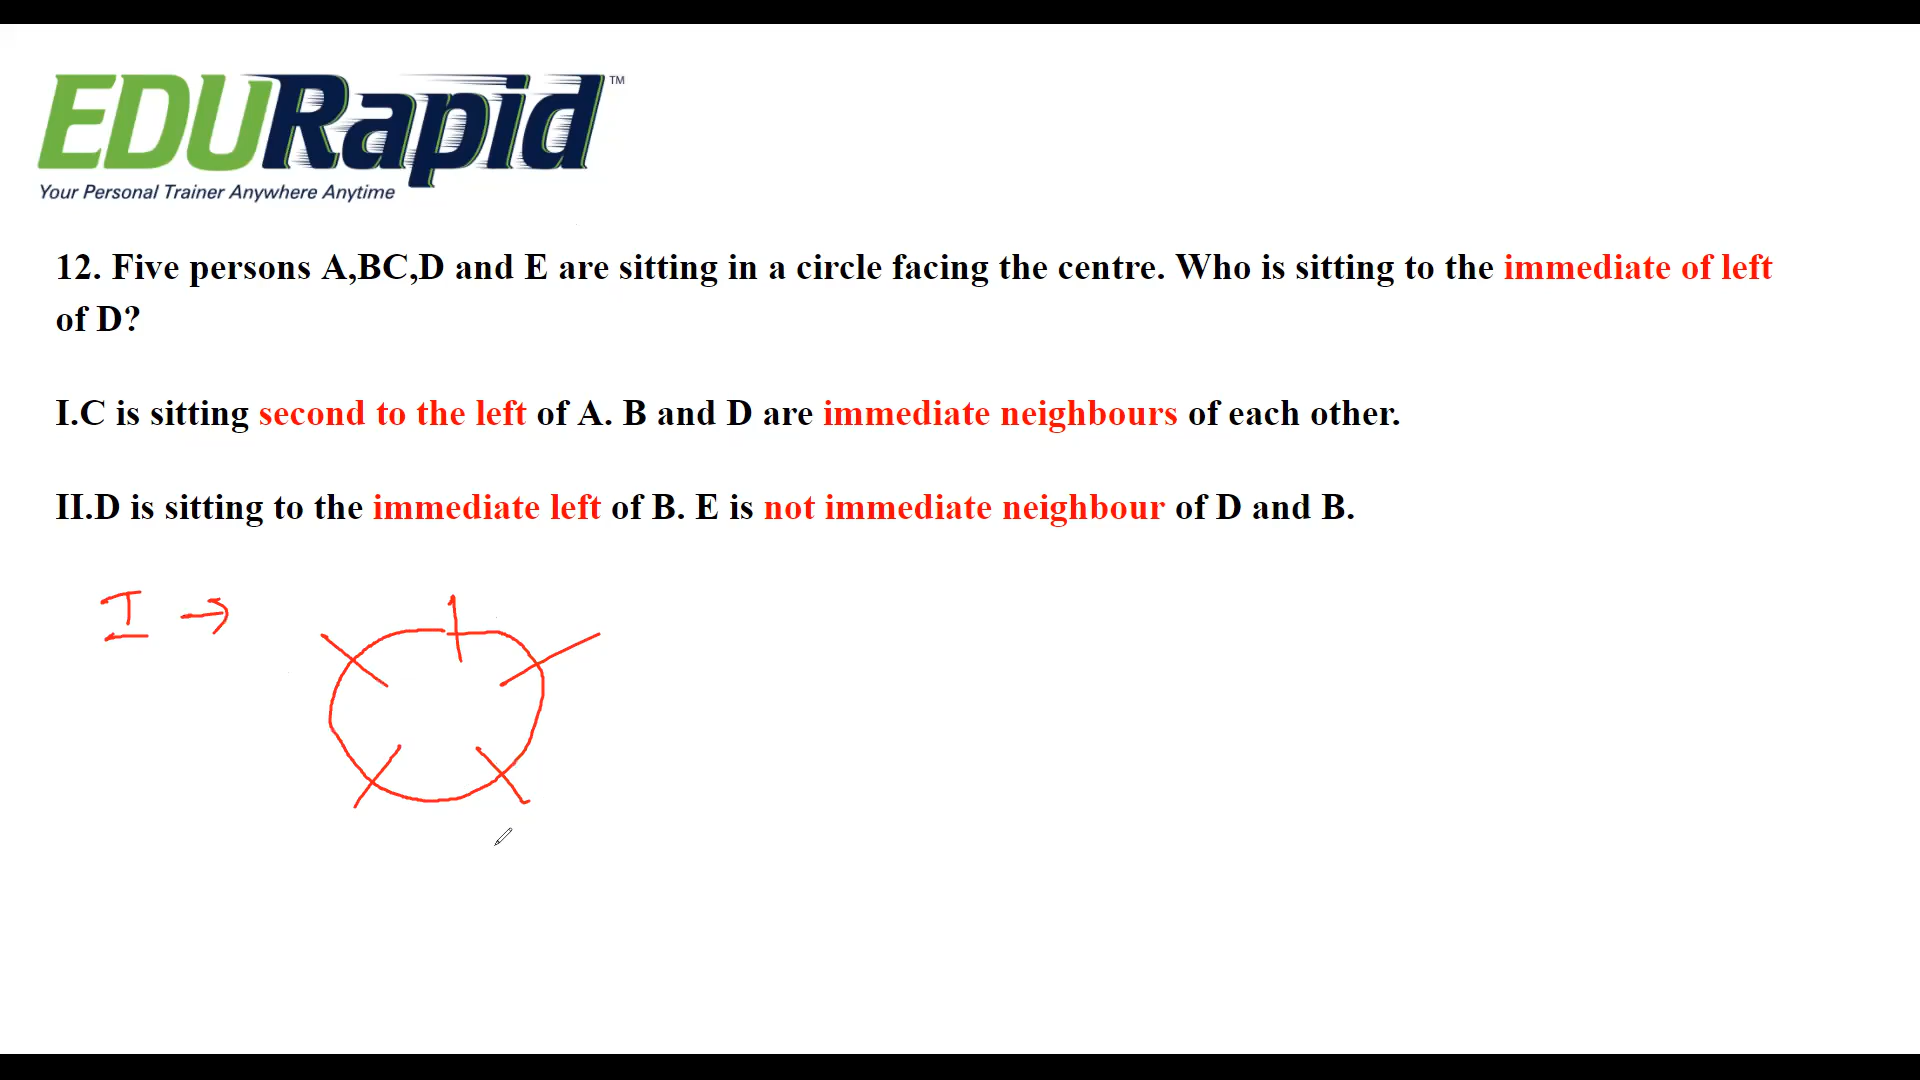 EDURapid™
Your Personal Trainer Anywhere Anytime
12. Five persons A,BC,D and E are sitting in a circle facing the centre. Who is sitting to the immediate of left
of D?
I.C is sitting second to the left of A. B and D are immediate neighbours of each other.
II.D is sitting to the immediate left of B. E is not immediate neighbour of D and B.
I →